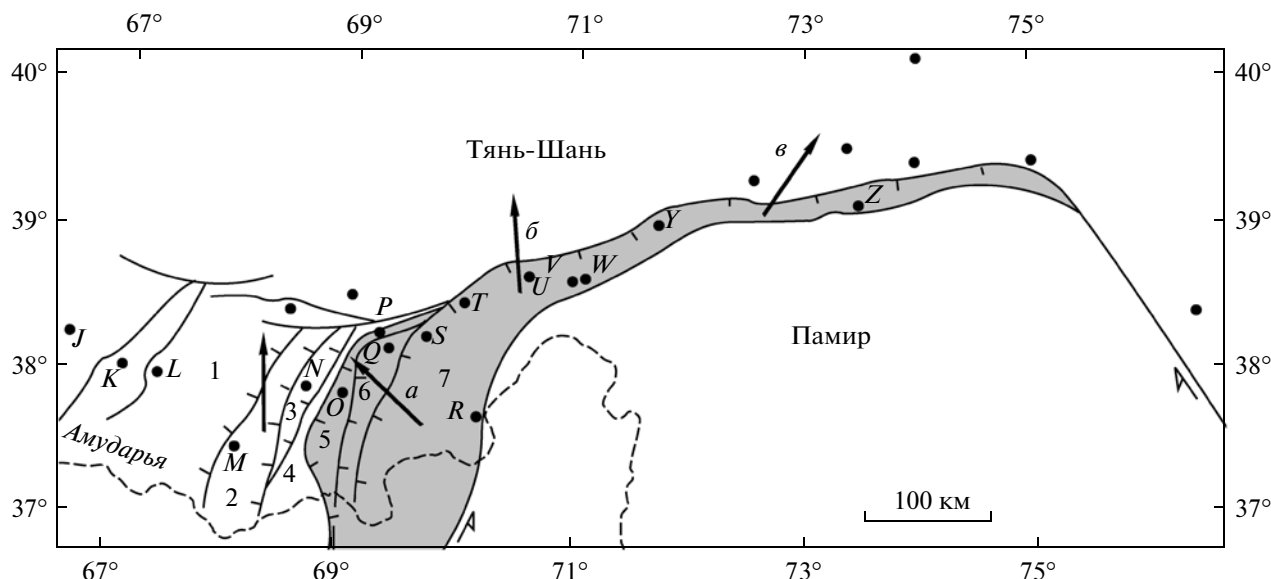 67° 69° 71° 73° 75°
40° 40°
Тянь-Шань
в
Z
39° 39°
Y
б
V W
U
P T
J
Памир
Q S
38° 38°
K L 1 N 7
6 а
3 O R
5
Амударья
M
4
2
37° 100 км 37°
67° 69° 71° 73° 75°